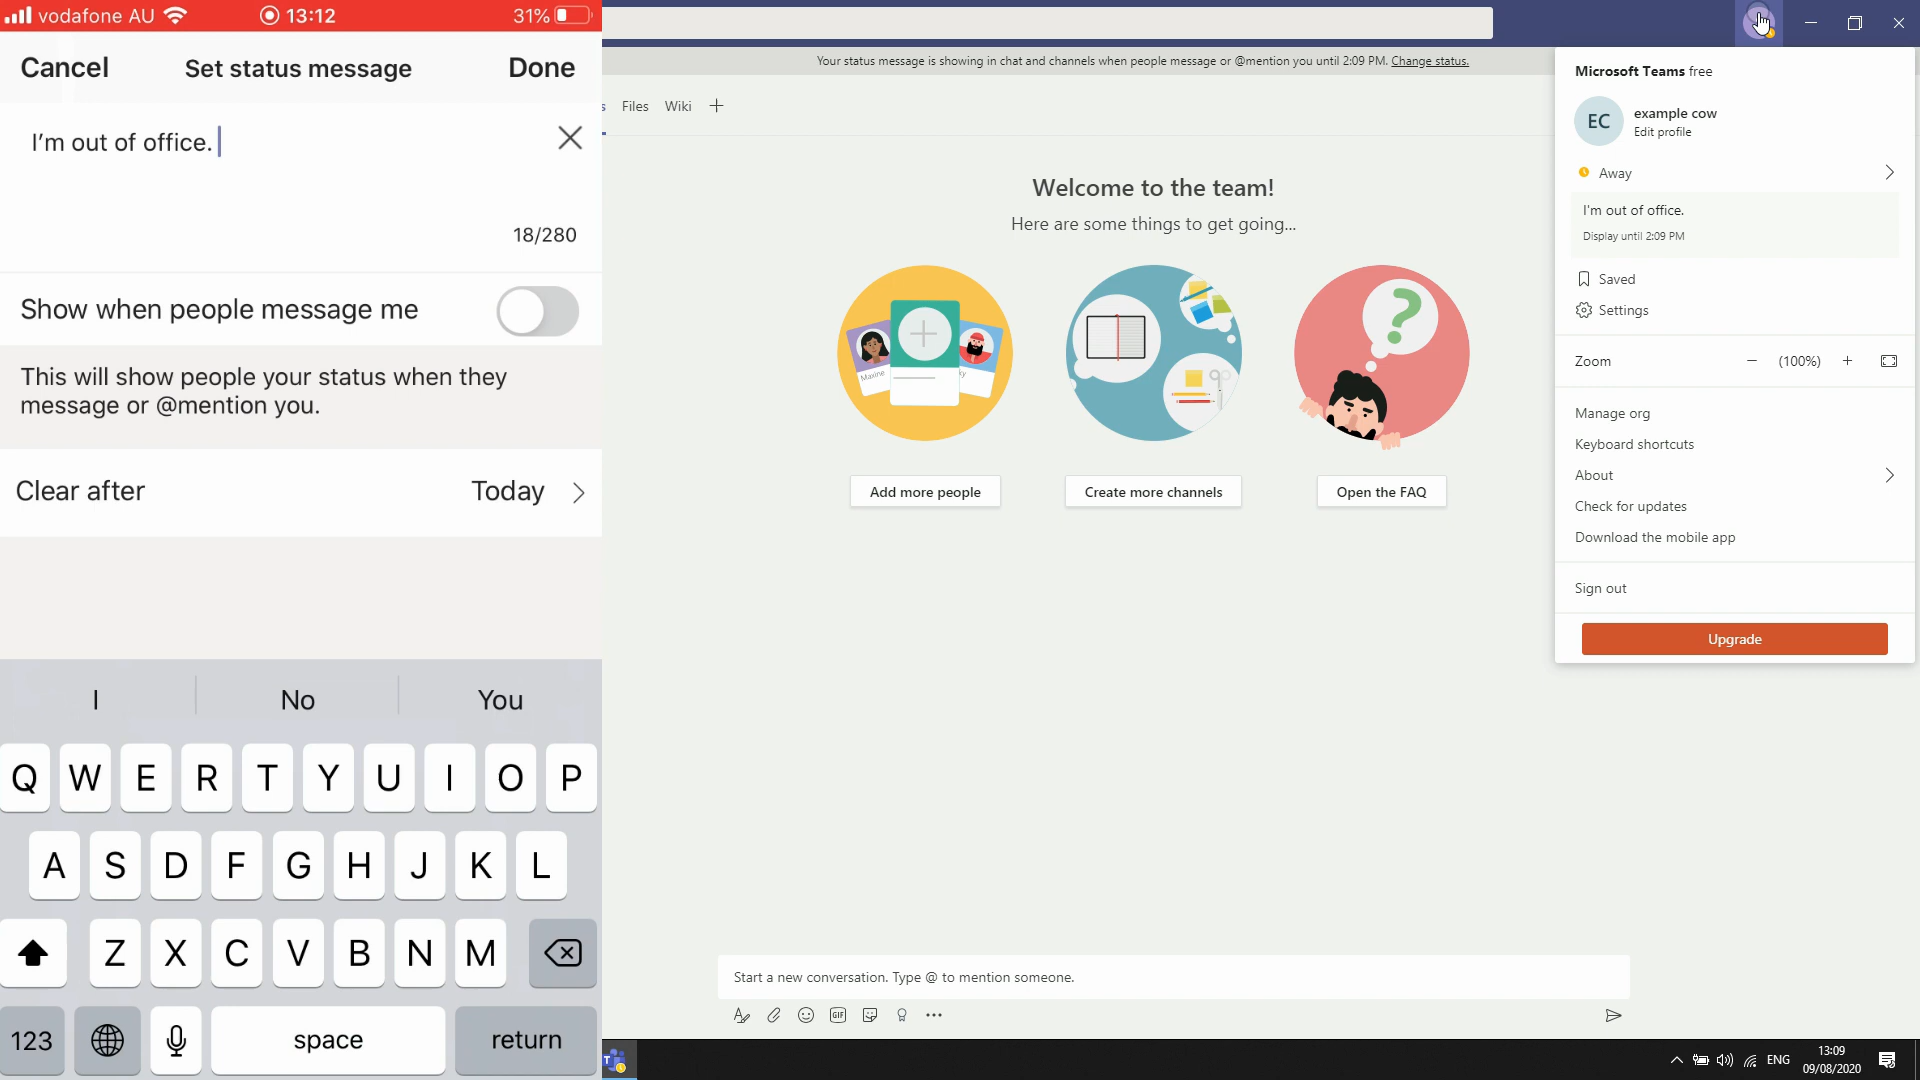 vodafone AU 13:12 31%
Cancel Set status message Done
I’m out of office.
18/280
Show when people message me
This will show people your status when they
message or @mention you.
Clear after Today
I No You
Q W E R T Y U I O P
A S D F G H J K L
Z X C V B N M
123 space return
Your status message is showing in chat and channels when people message or @mention you until 2:09 PM. Change status.
s Files Wiki
Welcome to the team!
Here are some things to get going...
Maxine
ky
Add more people
Create more channels
Open the FAQ
Start a new conversation. Type @ to mention someone.
GIF
Microsoft Teams free
EC
example cow
Edit profile
Away
I'm out of office.
Display until 2:09 PM
Saved
Settings
Zoom (100%)
Manage org
Keyboard shortcuts
About
Check for updates
Download the mobile app
Sign out
Upgrade
T
ENG
13:09
09/08/2020